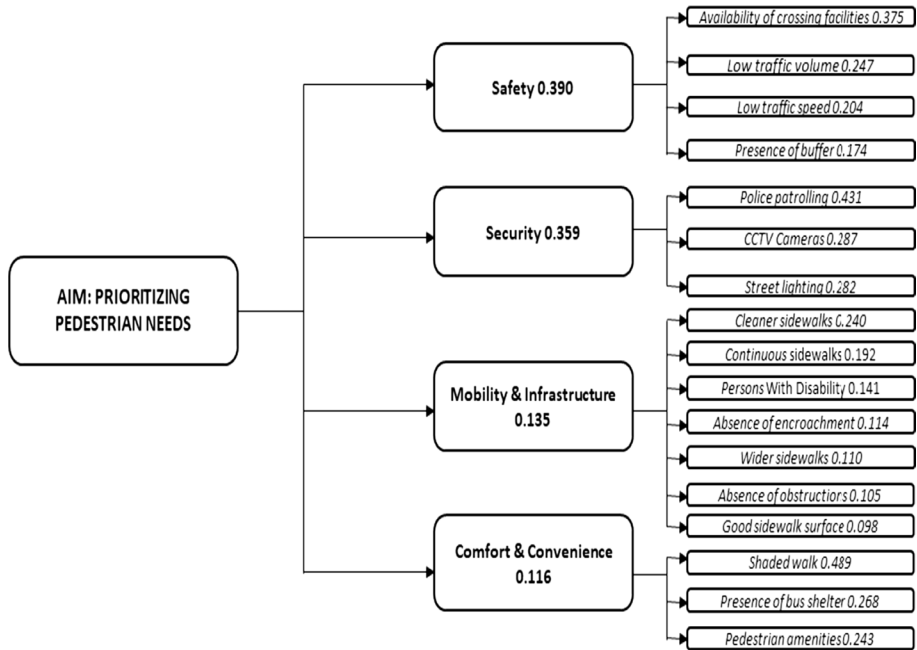 AIM: PRIORITIZING
PEDESTRIAN NEEDS
Safety 0.390
Availability of crossing facilities 0.375
Low traffic volume 0.247
Low traffic speed 0.204
Presence of buffer 0.174
Security 0.359
Police patrolling 0.431
CCTV Cameras 0.287
Street lighting 0.282
Mobility & Infrastructure
0.135
Cleaner sidewalks 0.240
Continuous sidewalks 0.192
Persons With Disability 0.141
Absence of encroachment 0.114
Wider sidewalks 0.110
Absence of obstructions 0.105
Good sidewalk surface 0.098
Comfort & Convenience
0.116
Shaded walk 0.489
Presence of bus shelter 0.268
Pedestrian amenities 0.243